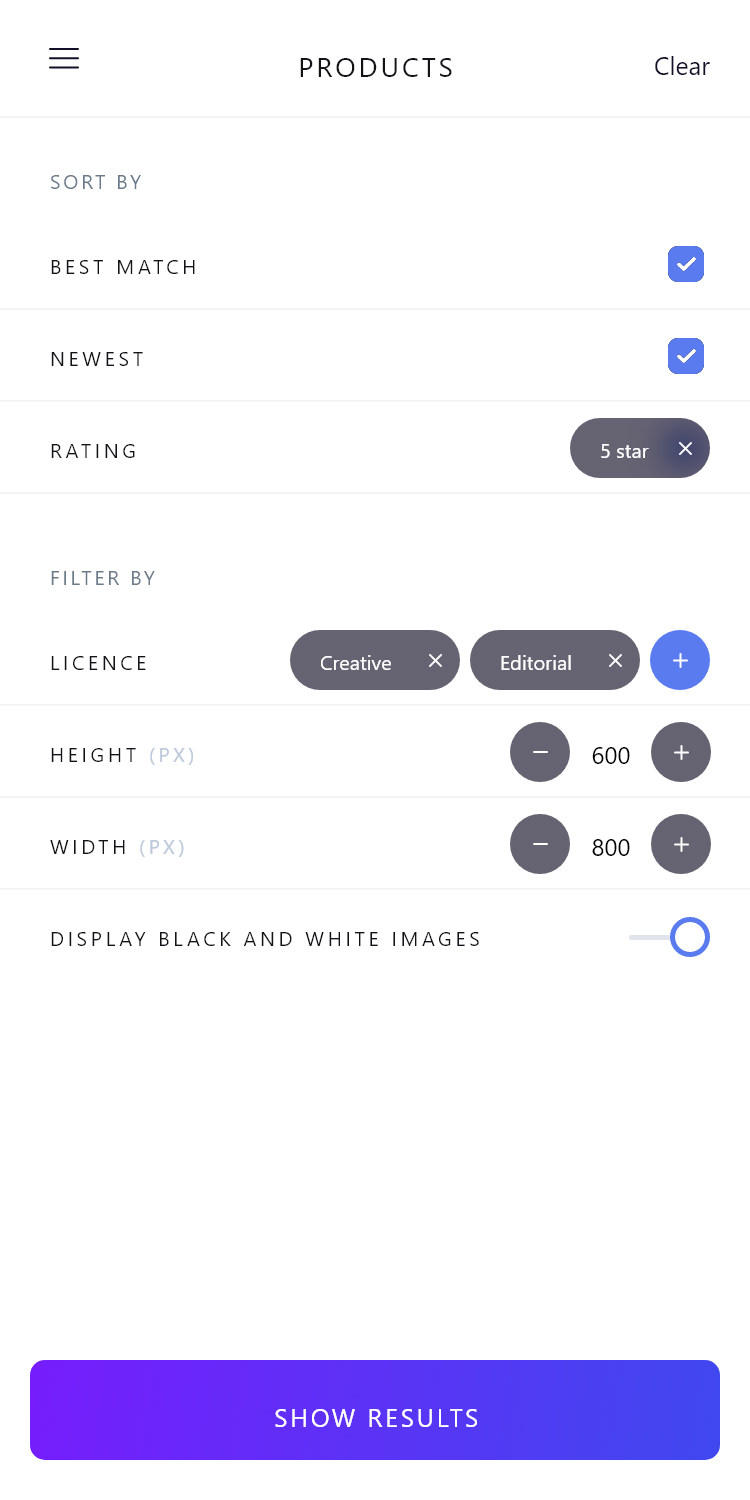 PRODUCTS Clear
SORT BY
BEST MATCH
NEWEST
RATING 5 star
FILTER BY
LICENCE Creative Editorial
HEIGHT (PX) 600
WIDTH (PX) 800
DISPLAY BLACK AND WHITE IMAGES
SHOW RESULTS